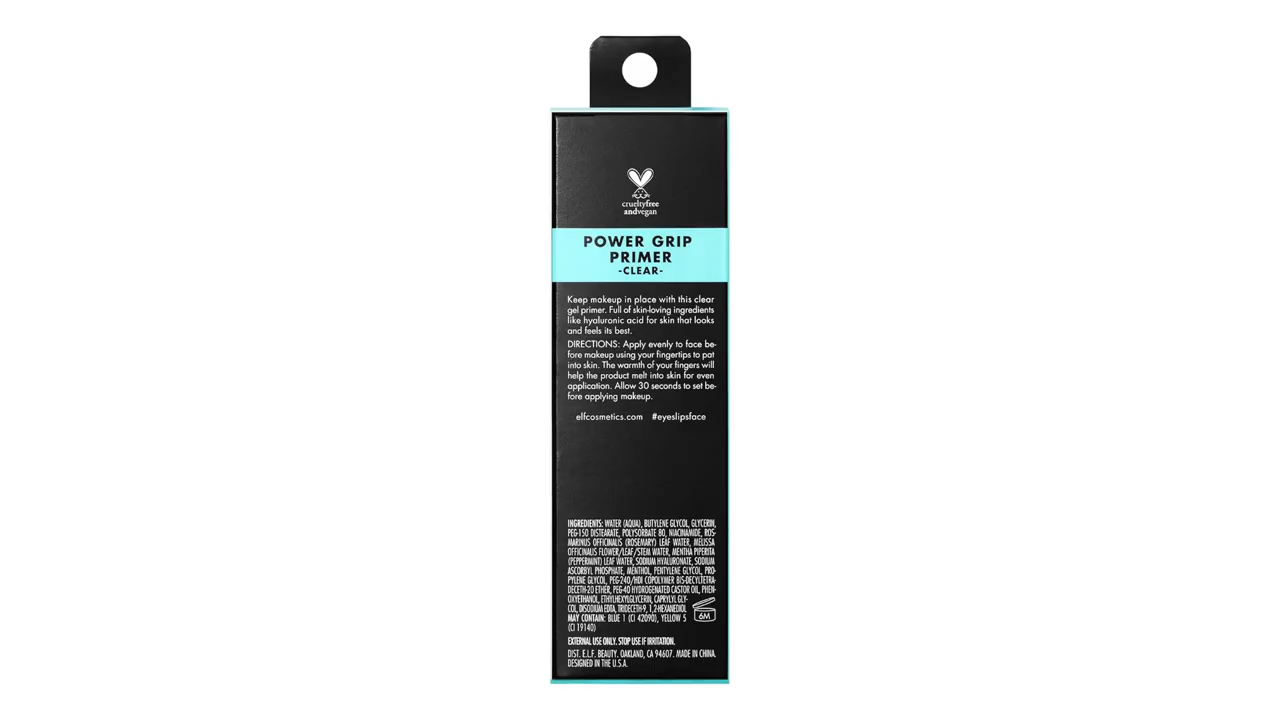 crueltyfree
andvegan
POWER GRIP
PRIMER
-CLEAR-
Keep makeup in place with this clear
gel primer. Full of skin-loving ingredients
like hyaluronic acid for skin that looks
and feels its best.
DIRECTIONS: Apply evenly to face be-
fore makeup using your fingertips to pat
into skin. The warmth of your fingers will
help the product melt into skin for even
application. Allow 30 seconds to set be-
fore applying makeup.
elfcosmetics.com #eyeslipsface
INGREDIENTS: WATER (AQUA), BUTYLENE GLYCOL, GLYCERIN,
PEG-150 DISTEARATE, POLYSORBATE 80, NIACINAMIDE, ROS-
MARINUS OFFICINALIS (ROSEMARY) LEAF WATER, MELISSA
OFFICINALIS FLOWER/LEAF/STEM WATER, MENTHA PIPERITA
(PEPPERMINT) LEAF WATER, SODIUM HYALURONATE, SODIUM
ASCORBYL PHOSPHATE, MENTHOL, PENTYLENE GLYCOL, PRO-
PYLENE GLYCOL, PEG-240/HDI COPOLYMER BIS-DECYLTETRA-
DECETH-20 ETHER, PEG-40 HYDROGENATED CASTOR OIL, PHEN-
OXYETHANOL, ETHYLHEXYLGLYCERIN, CAPRYLYL GLY-
COL, DISODIUM EDTA, TRIDECETH-9, 1,2-HEXANEDIOL
MAY CONTAIN: BLUE 1 (CI 42090), YELLOW 5
(CI 19140)
6M
EXTERNAL USE ONLY. STOP USE IF IRRITATION.
DIST. E.L.F. BEAUTY. OAKLAND, CA 94607. MADE IN CHINA.
DESIGNED IN THE U.S.A.